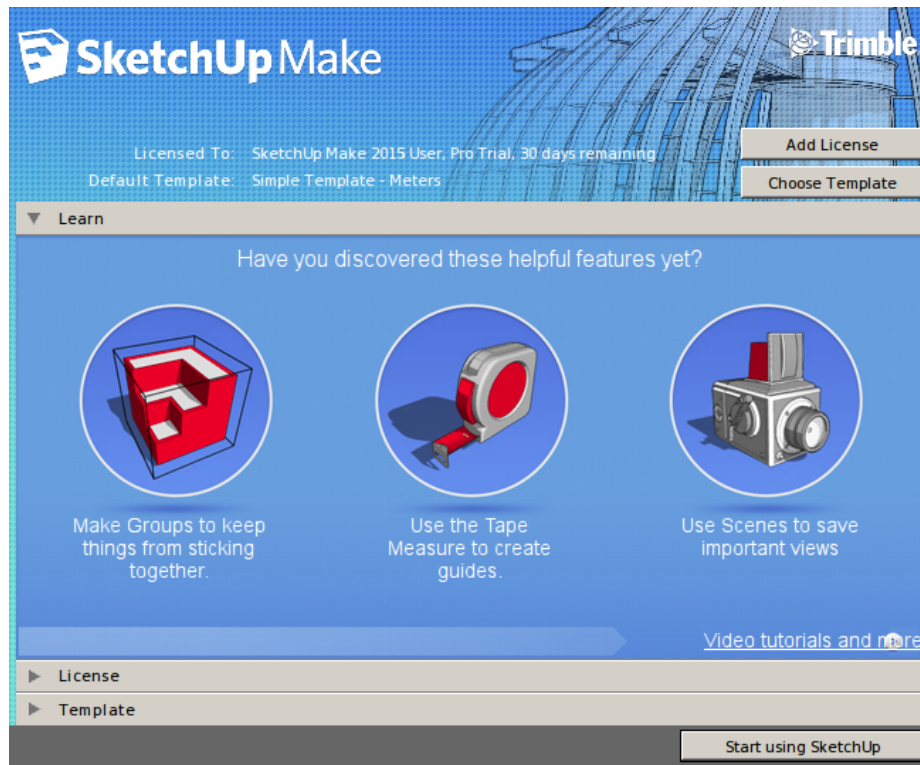 SketchUp Make
Trimble
Licensed To: SketchUp Make 2015 User, Pro Trial, 30 days remaining
Add License
Default Template: Simple Template - Meters
Choose Template
Learn
Have you discovered these helpful features yet?
Make Groups to keep
things from sticking
together.
Use the Tape
Measure to create
guides.
Use Scenes to save
important views
Video tutorials and more
License
Template
Start using SketchUp